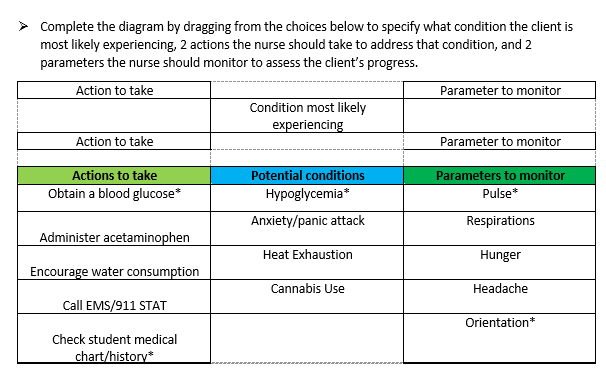 ➢ Complete the diagram by dragging from the choices below to specify what condition the client is
most likely experiencing, 2 actions the nurse should take to address that condition, and 2
parameters the nurse should monitor to assess the client's progress.
Action to take Parameter to monitor
Condition most likely
experiencing
Action to take Parameter to monitor
Actions to take Potential conditions Parameters to monitor
Obtain a blood glucose* Hypoglycemia* Pulse*
Administer acetaminophen Anxiety/panic attack Respirations
Encourage water consumption Heat Exhaustion Hunger
Call EMS/911 STAT Cannabis Use Headache
Check student medical
chart/history* Orientation*